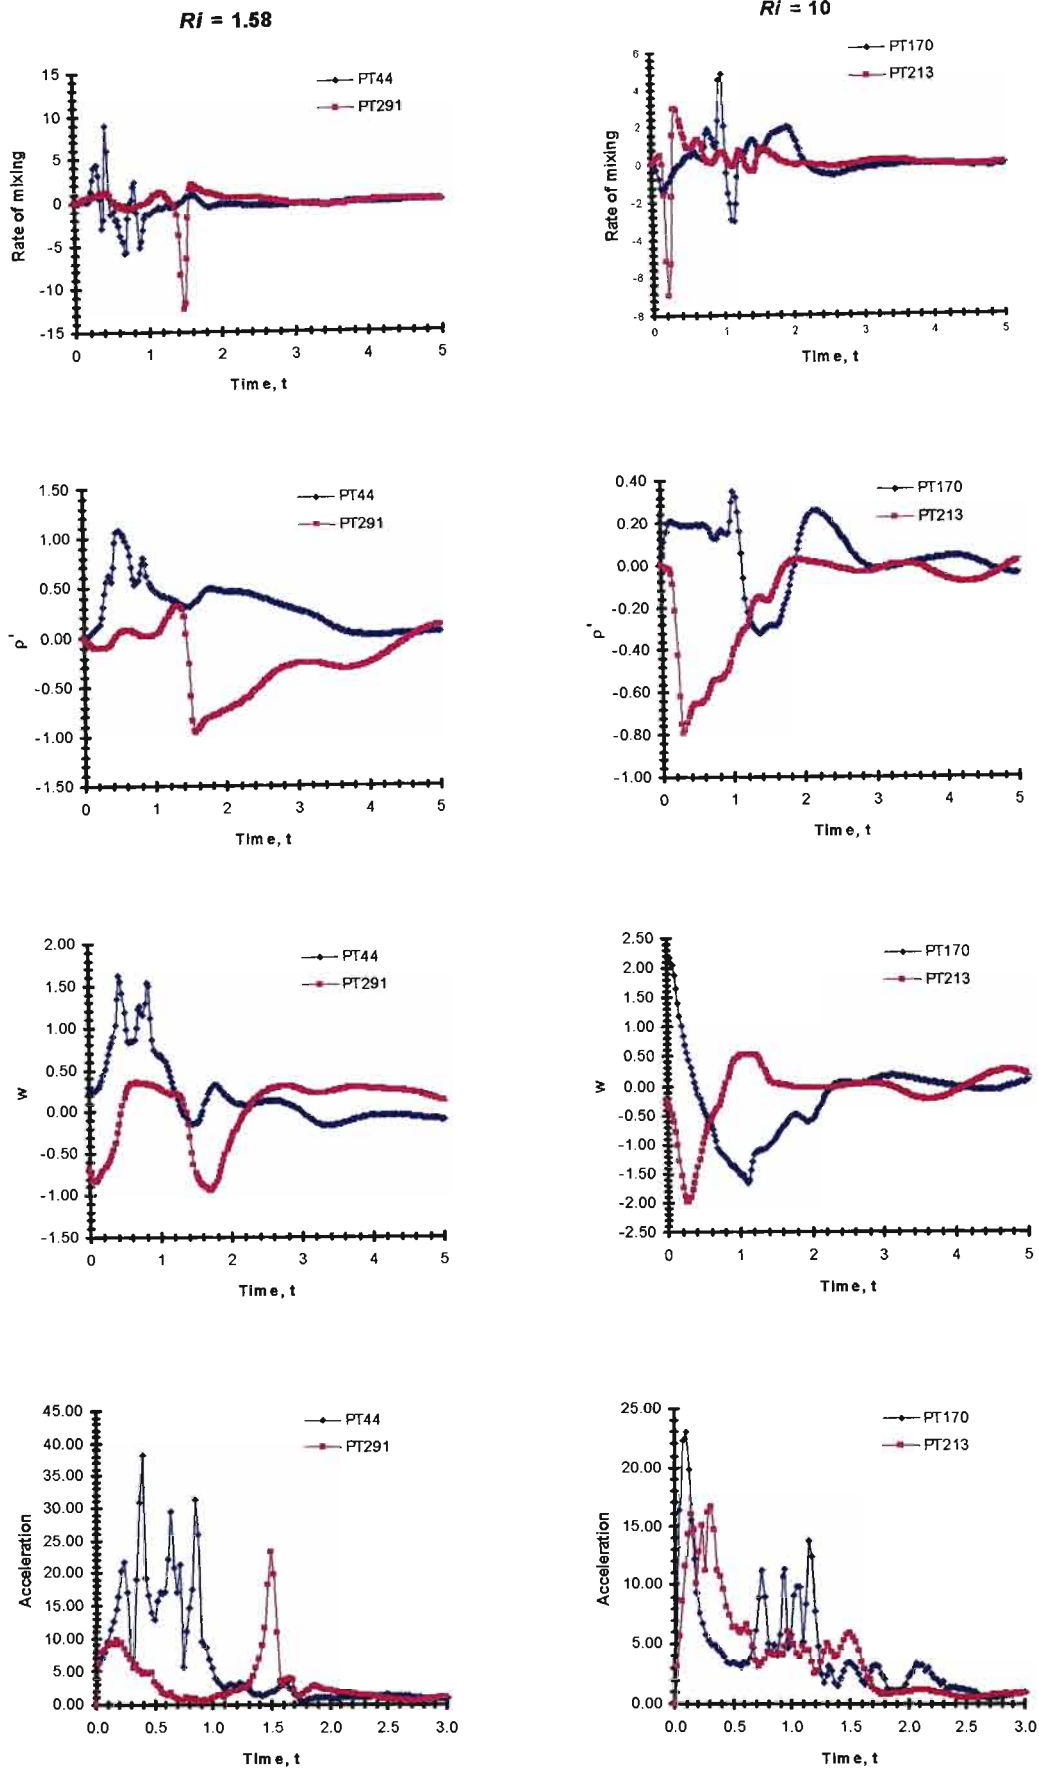 Ri = 1.58
Ri = 10
PT44
PT291
15
10
5
0
-5
-10
-15
Rate of mixing
0 1 2 3 4 5
Time, t
PT170
PT213
6
4
2
0
-2
-4
-6
-8
Rate of mixing
0 1 2 3 4 5
Time, t
PT44
PT291
1.50
1.00
0.50
0.00
-0.50
-1.00
-1.50
ρ'
0 1 2 3 4 5
Time, t
PT170
PT213
0.40
0.20
0.00
-0.20
-0.40
-0.60
-0.80
-1.00
ρ'
0 1 2 3 4 5
Time, t
PT44
PT291
2.00
1.50
1.00
0.50
0.00
-0.50
-1.00
-1.50
w
0 1 2 3 4 5
Time, t
PT170
PT213
2.50
2.00
1.50
1.00
0.50
0.00
-0.50
-1.00
-1.50
-2.00
-2.50
w
0 1 2 3 4 5
Time, t
PT44
PT291
45.00
40.00
35.00
30.00
25.00
20.00
15.00
10.00
5.00
0.00
Acceleration
0.0 0.5 1.0 1.5 2.0 2.5 3.0
Time, t
PT170
PT213
25.00
20.00
15.00
10.00
5.00
0.00
Acceleration
0.0 0.5 1.0 1.5 2.0 2.5 3.0
Time, t